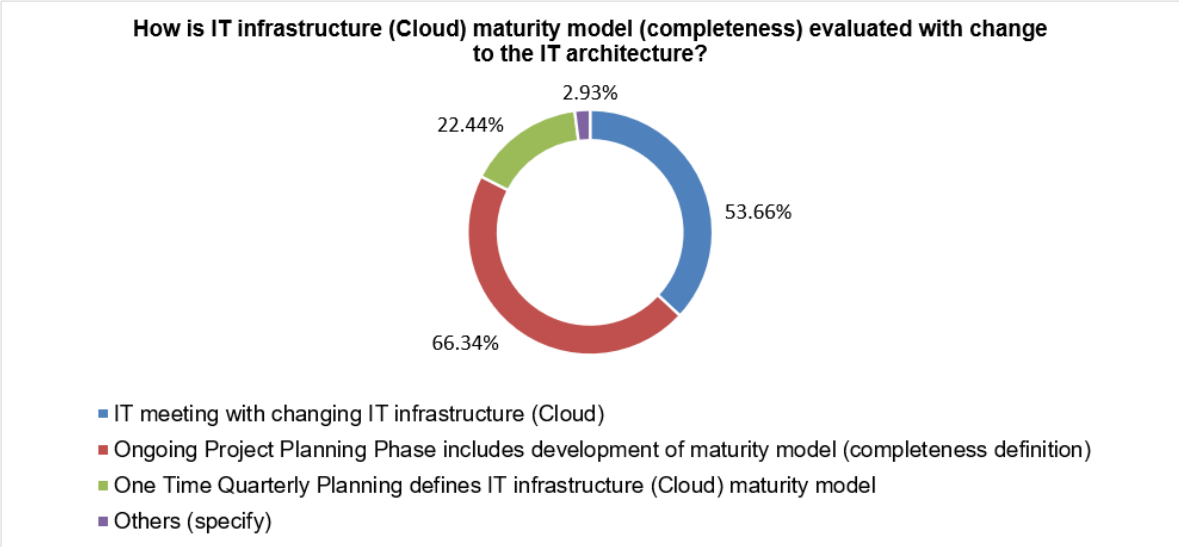 How is IT infrastructure (Cloud) maturity model (completeness) evaluated with change
to the IT architecture?
2.93%
22.44%
53.66%
66.34%
IT meeting with changing IT infrastructure (Cloud)
Ongoing Project Planning Phase includes development of maturity model (completeness definition)
One Time Quarterly Planning defines IT infrastructure (Cloud) maturity model
Others (specify)